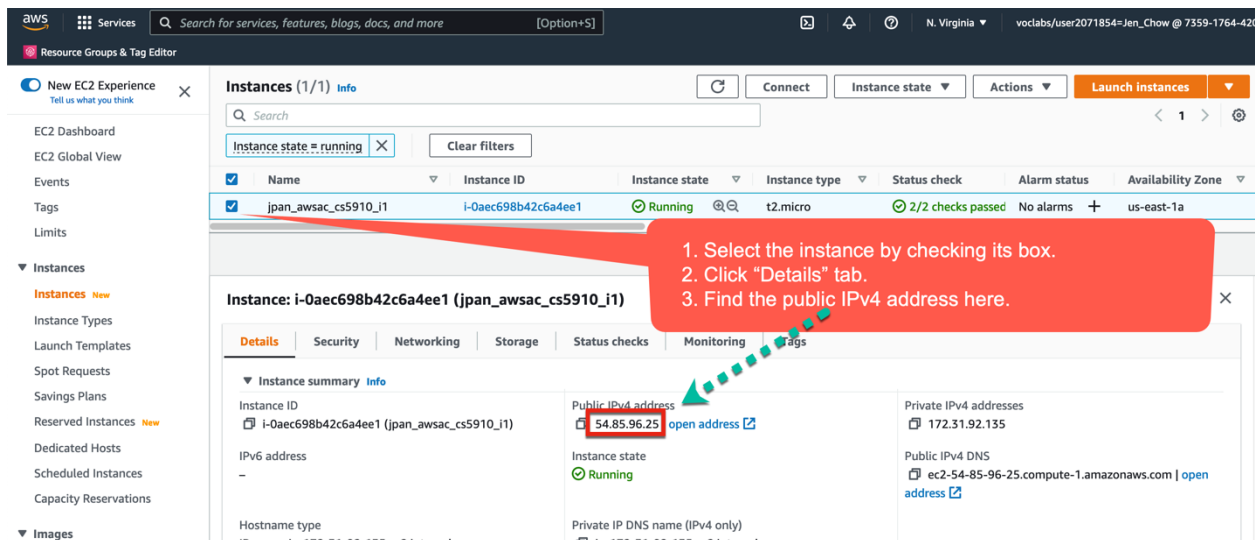 aws Services Search for services, features, blogs, docs, and more [Option+S] N. Virginia ▼ voclabs/user2071854=Jen_Chow @ 7359-1764-420
Resource Groups & Tag Editor
New EC2 Experience
Tell us what you think
EC2 Dashboard
EC2 Global View
Events
Tags
Limits
▼ Instances
Instances New
Instance Types
Launch Templates
Spot Requests
Savings Plans
Reserved Instances New
Dedicated Hosts
Scheduled Instances
Capacity Reservations
▼ Images
Instances (1/1) Info
Connect Instance state ▼ Actions ▼ Launch instances ▼
Search
< 1 >
Instance state = running X Clear filters
Name Instance ID Instance state Instance type Status check Alarm status Availability Zone
jpan_awsac_cs5910_i1 i-0aec698b42c6a4ee1 Running t2.micro 2/2 checks passed No alarms + us-east-1a
1. Select the instance by checking its box.
2. Click “Details” tab.
3. Find the public IPv4 address here.
Instance: i-0aec698b42c6a4ee1 (jpan_awsac_cs5910_i1)
Details Security Networking Storage Status checks Monitoring Tags
▼ Instance summary Info
Instance ID
i-0aec698b42c6a4ee1 (jpan_awsac_cs5910_i1)
Public IPv4 address
54.85.96.25 open address
Private IPv4 addresses
172.31.92.135
IPv6 address
–
Instance state
Running
Public IPv4 DNS
ec2-54-85-96-25.compute-1.amazonaws.com | open
address
Hostname type
Private IP DNS name (IPv4 only)